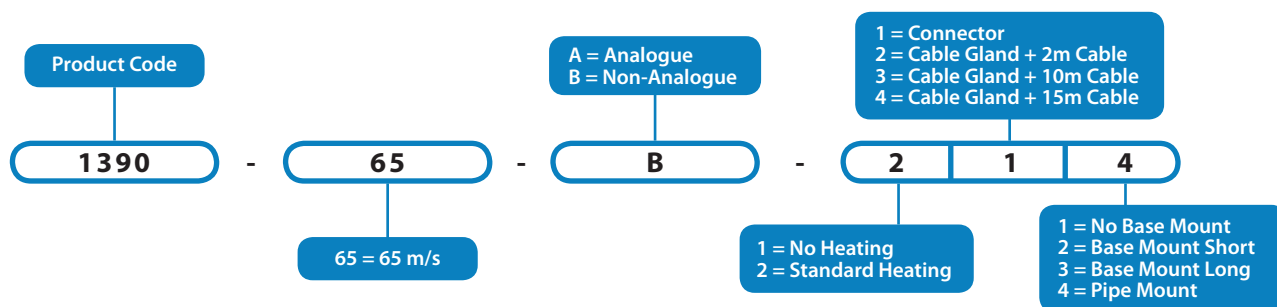 Product Code
A = Analogue
B = Non-Analogue
1 = Connector
2 = Cable Gland + 2m Cable
3 = Cable Gland + 10m Cable
4 = Cable Gland + 15m Cable
1390 - 65 - B - 2 1 4
65 = 65 m/s
1 = No Heating
2 = Standard Heating
1 = No Base Mount
2 = Base Mount Short
3 = Base Mount Long
4 = Pipe Mount